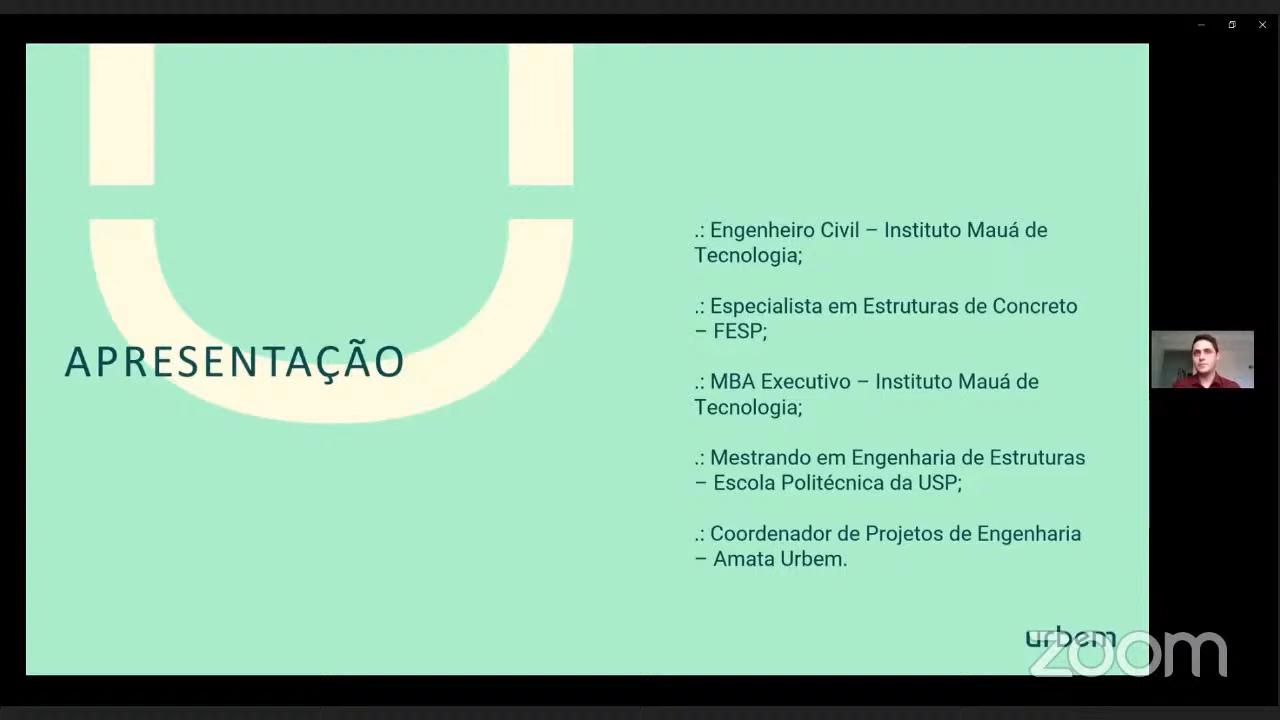 APRESENTAÇÃO
.: Engenheiro Civil – Instituto Mauá de
Tecnologia;
.: Especialista em Estruturas de Concreto
– FESP;
.: MBA Executivo – Instituto Mauá de
Tecnologia;
.: Mestrando em Engenharia de Estruturas
– Escola Politécnica da USP;
.: Coordenador de Projetos de Engenharia
– Amata Urbem.
urbem
zoom